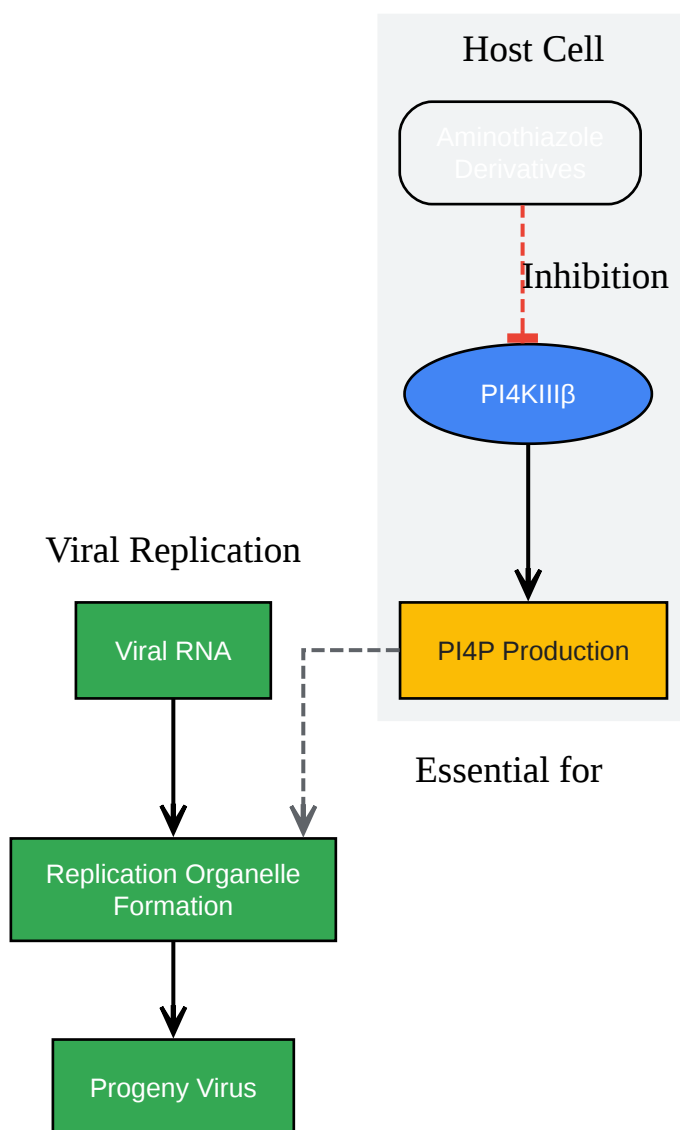 Host Cell
Aminothiazole
Derivatives
Inhibition
PI4KIIIβ
Viral Replication
Viral RNA
PI4P Production
Essential for
Replication Organelle
Formation
Progeny Virus